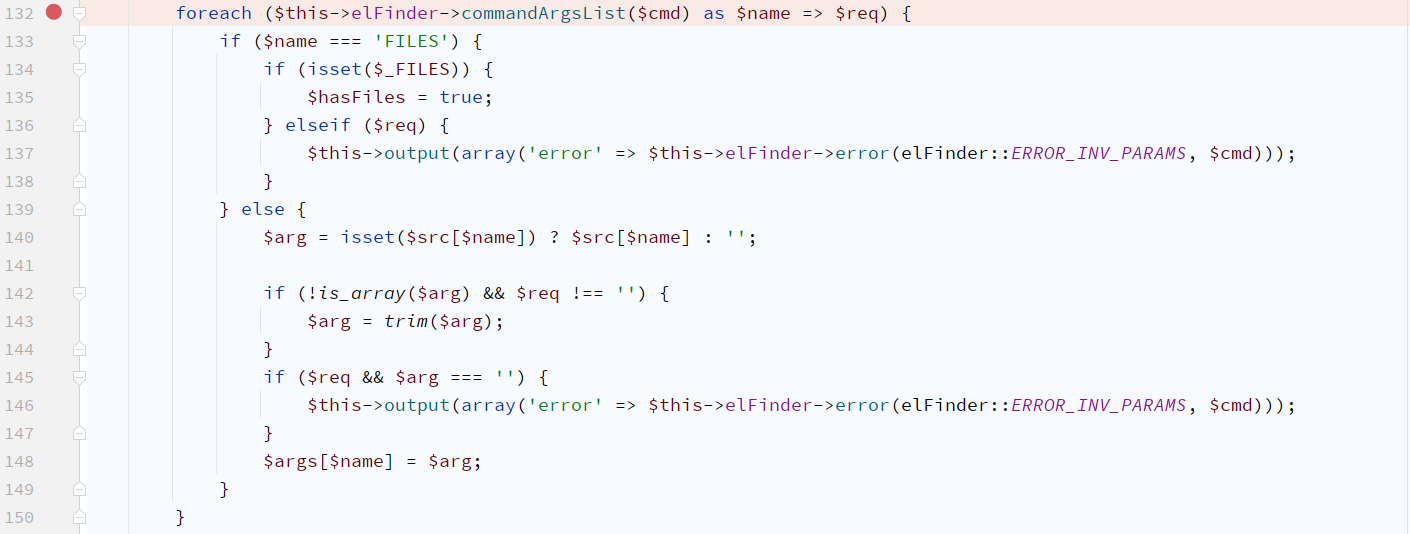 132 foreach ($this->elFinder->commandArgsList($cmd) as $name => $req) {
133 if ($name === 'FILES') {
134 if (isset($_FILES)) {
135 $hasFiles = true;
136 } elseif ($req) {
137 $this->output(array('error' => $this->elFinder->error(elFinder::ERROR_INV_PARAMS, $cmd)));
138 }
139 } else {
140 $arg = isset($src[$name]) ? $src[$name] : '';
141
142 if (!is_array($arg) && $req !== '') {
143 $arg = trim($arg);
144 }
145 if ($req && $arg === '') {
146 $this->output(array('error' => $this->elFinder->error(elFinder::ERROR_INV_PARAMS, $cmd)));
147 }
148 $args[$name] = $arg;
149 }
150 }